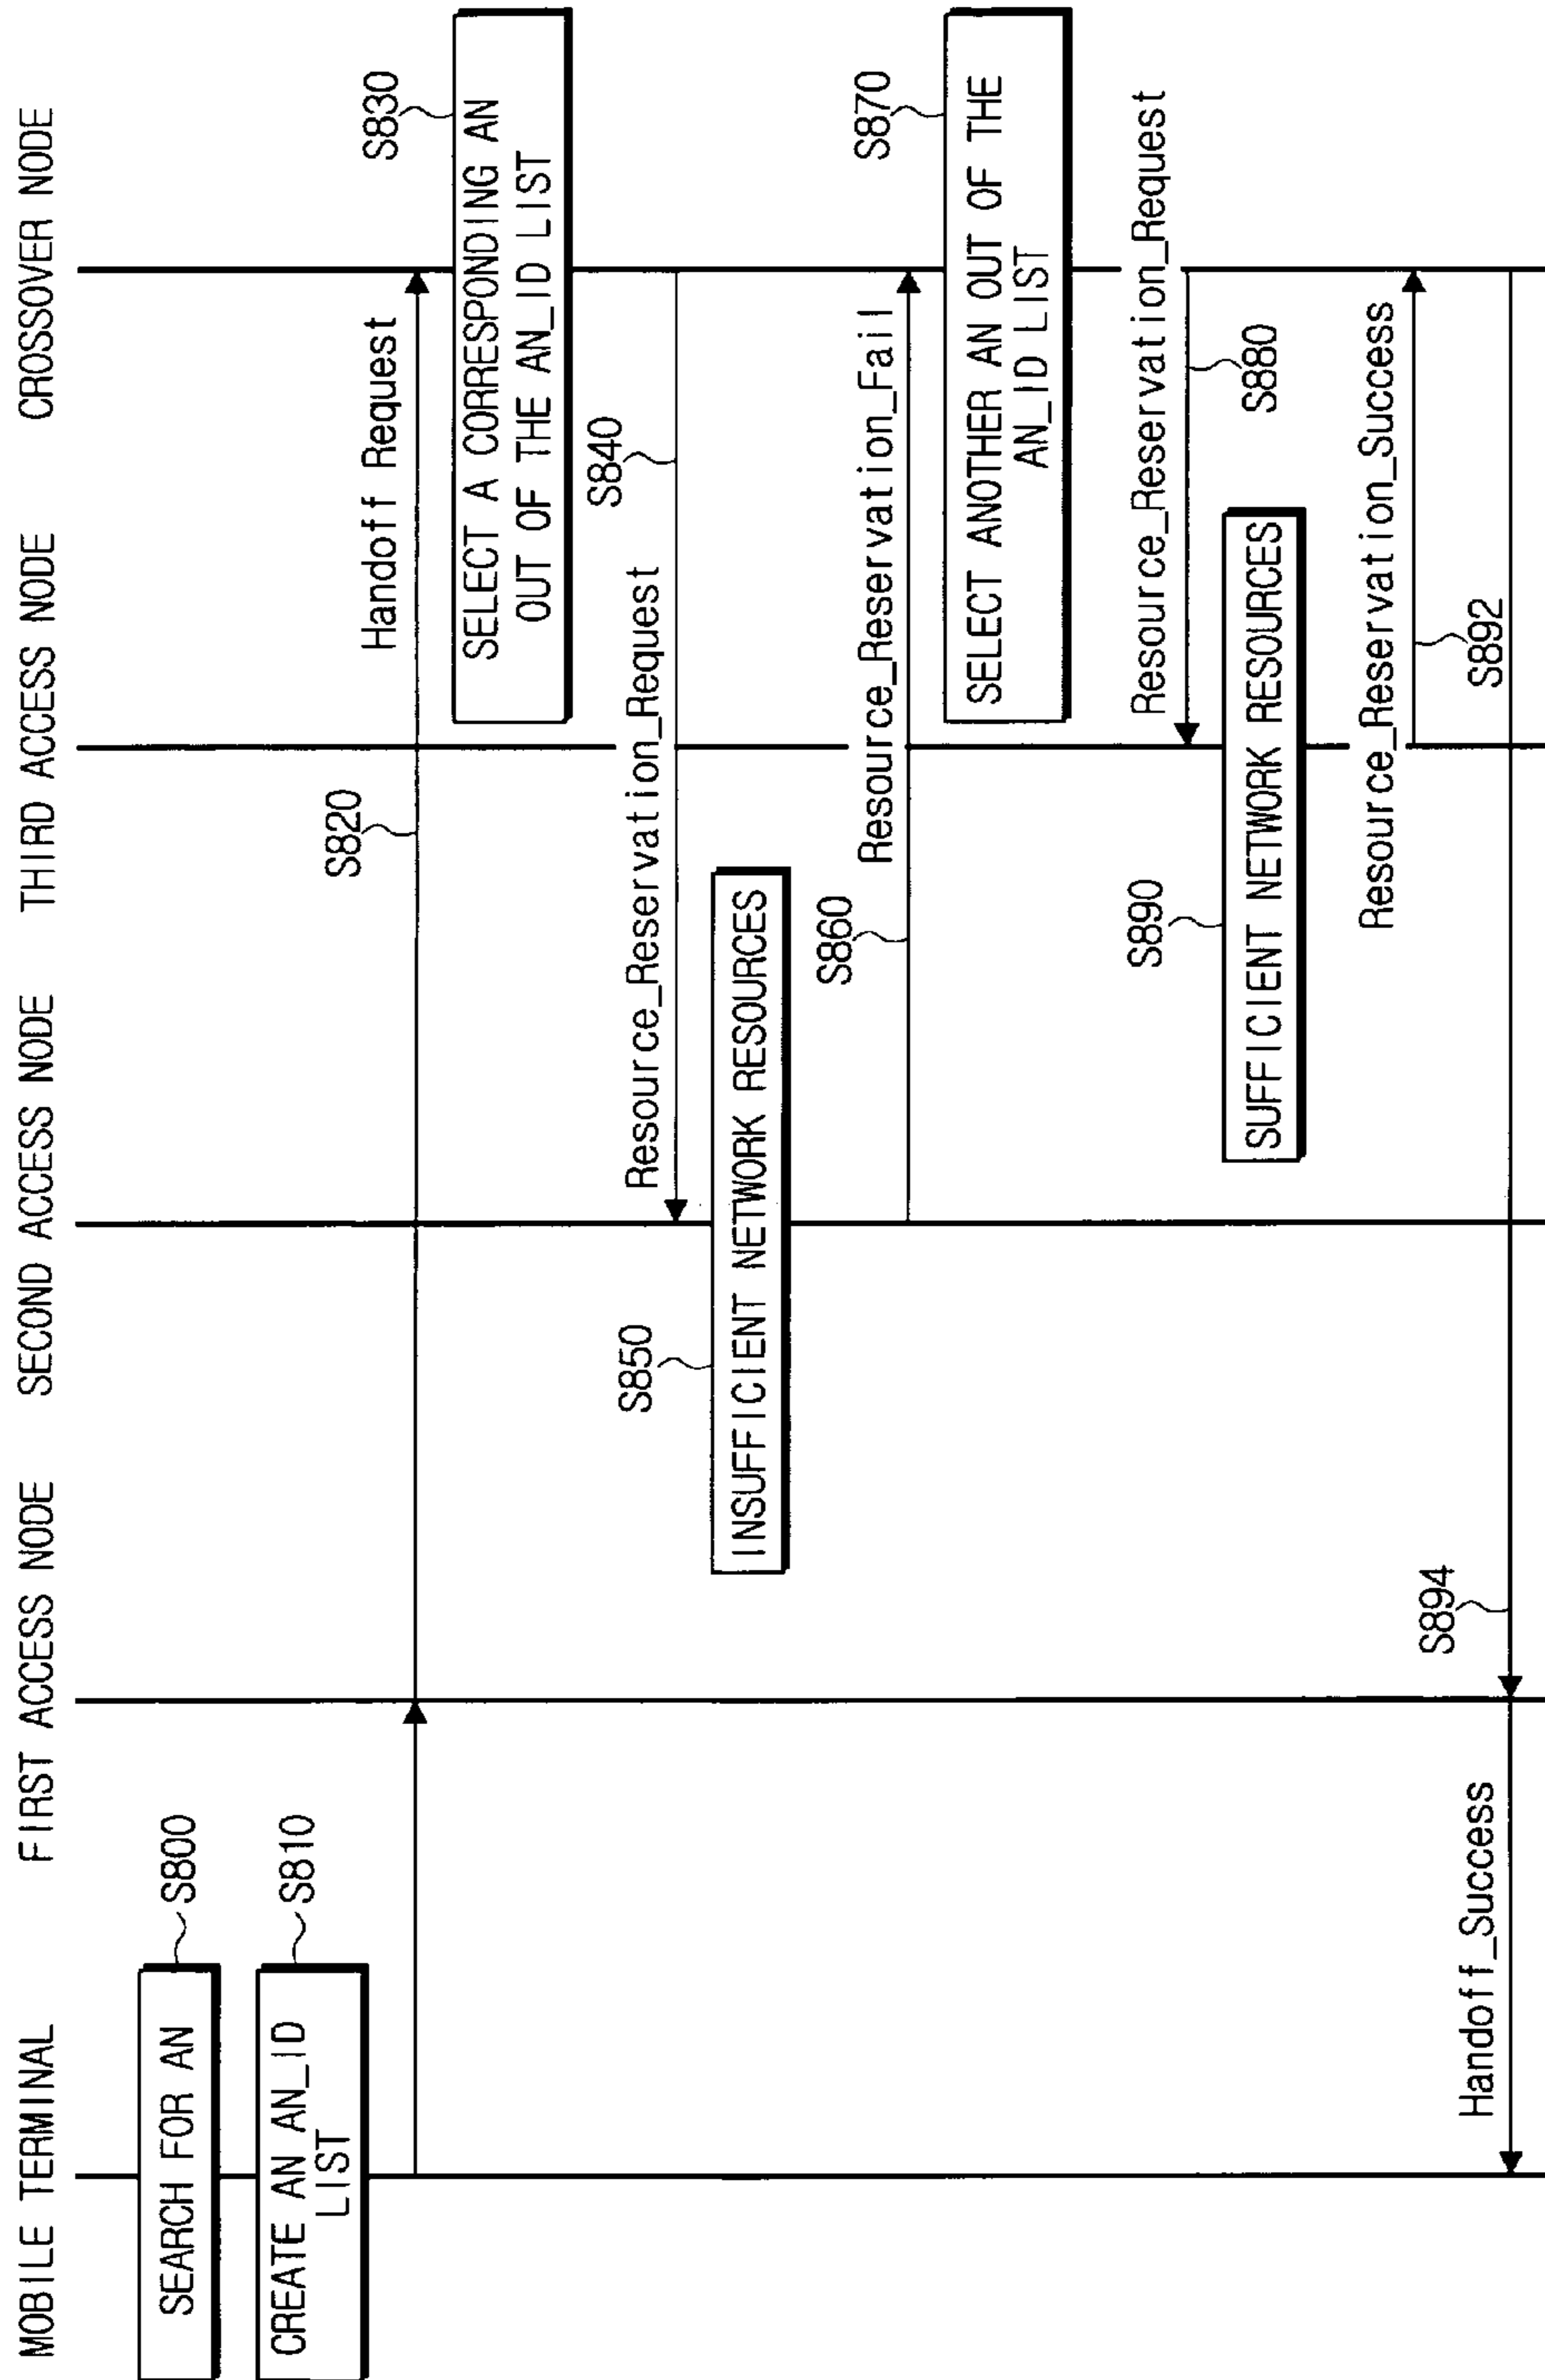 MOBILE TERMINAL
FIRST ACCESS NODE
SECOND ACCESS NODE
THIRD ACCESS NODE
CROSSOVER NODE
SEARCH FOR AN
S800
CREATE AN AN_ID
LIST
S810
S820
Handoff Request
S830
SELECT A CORRESPONDING AN
OUT OF THE AN_ID LIST
S840
Resource_Reservation_Request
S850
INSUFFICIENT NETWORK RESOURCES
S860
Resource_Reservation_Fail
S870
SELECT ANOTHER AN OUT OF THE
AN_ID LIST
Resource_Reservation_Request
S880
S890
SUFFICIENT NETWORK RESOURCES
Resource_Reservation_Success
S892
S894
Handoff_Success